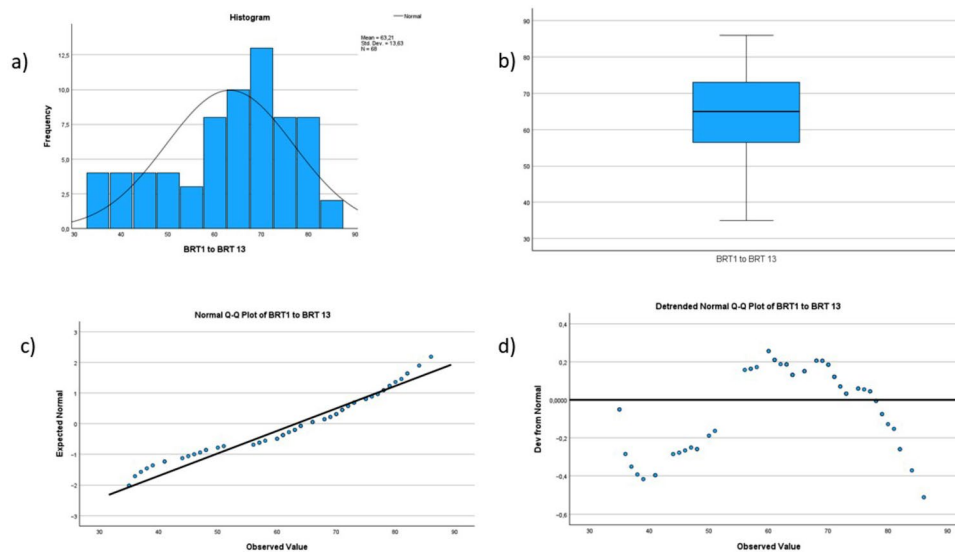 a)
Histogram
Normal
Mean = 63,21
Std. Dev. = 13,63
N = 68
Frequency
12,5
10,0
7,5
5,0
2,5
0,0
30 40 50 60 70 80 90
BRT1 to BRT 13
b)
90
80
70
60
50
40
30
BRT1 to BRT 13
c)
Normal Q-Q Plot of BRT1 to BRT 13
Expected Normal
3
2
1
0
-1
-2
-3
30 40 50 60 70 80 90
Observed Value
d)
Detrended Normal Q-Q Plot of BRT1 to BRT 13
Dev from Normal
0,4
0,2
0,0000
-0,2
-0,4
-0,6
30 40 50 60 70 80 90
Observed Value